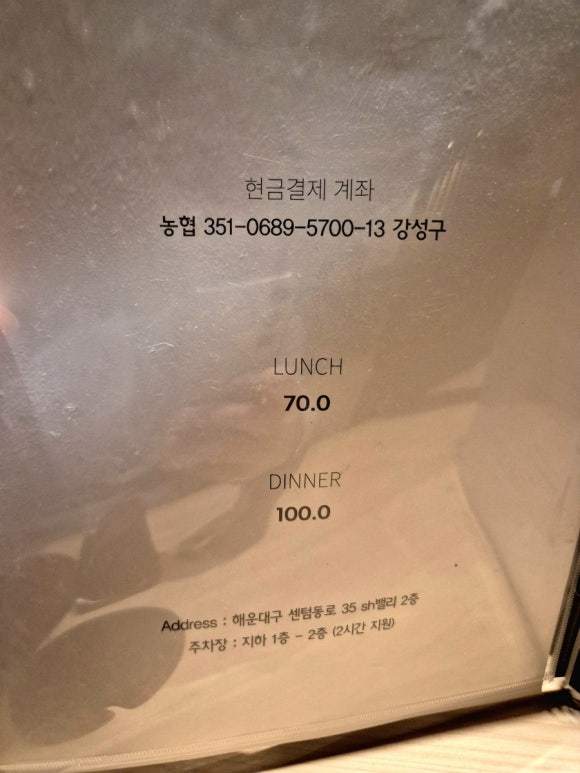 현금결제 계좌
농협 351-0689-5700-13 강성구
LUNCH
70.0
DINNER
100.0
Address : 해운대구 센텀동로 35 sh밸리 2층
주차장 : 지하 1층 - 2층 (2시간 지원)